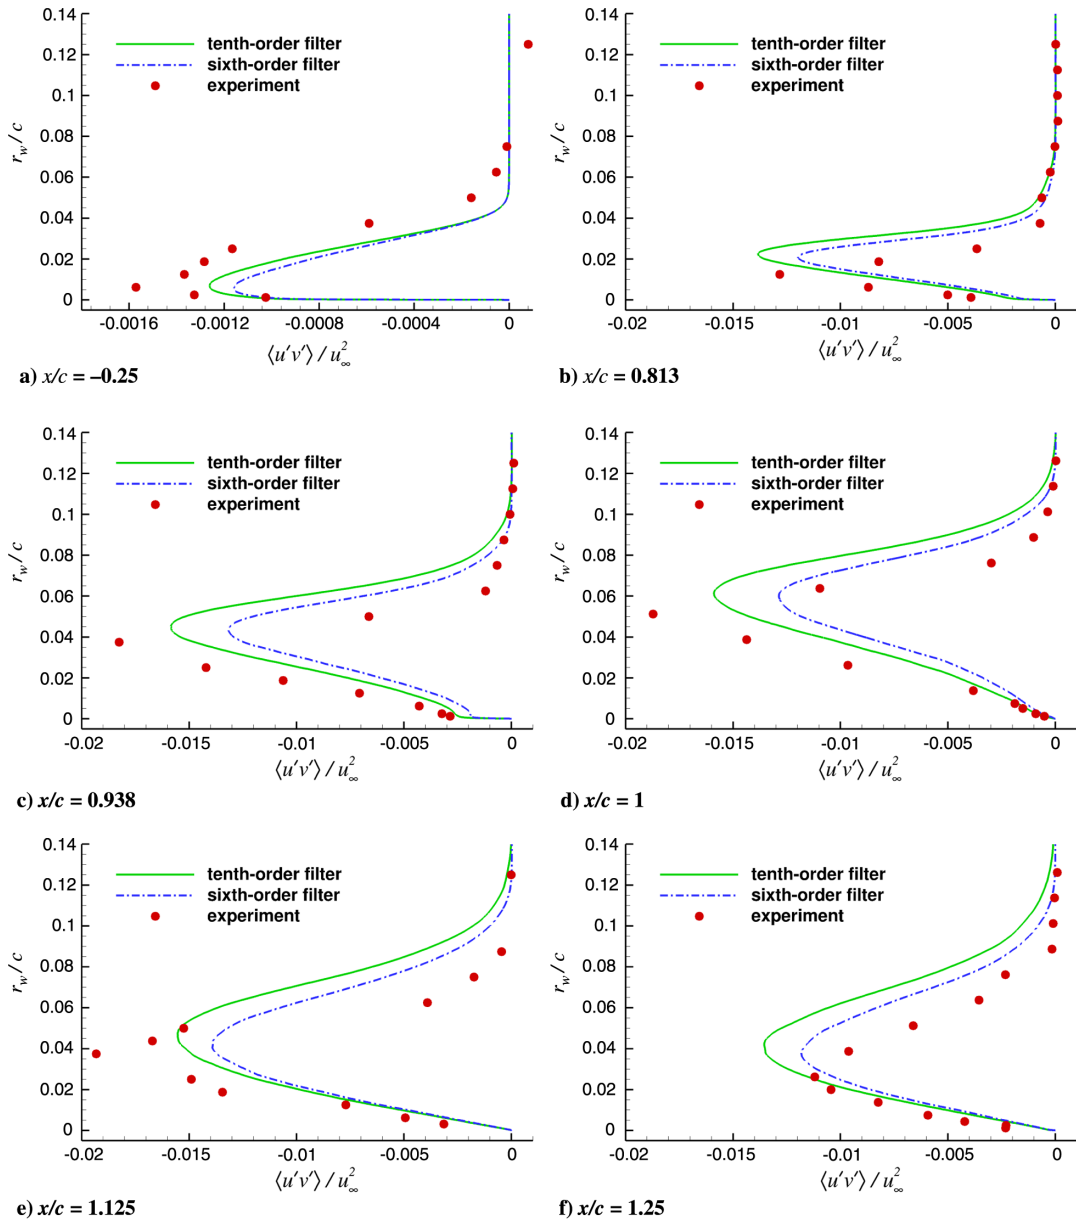 0.14
0.12
0.1
0.08
0.06
0.04
0.02
0
r_w / c
tenth-order filter
sixth-order filter
experiment
-0.0016 -0.0012 -0.0008 -0.0004 0
⟨u′v′⟩ / u²∞
a) x/c = –0.25
0.14
0.12
0.1
0.08
0.06
0.04
0.02
0
r_w / c
tenth-order filter
sixth-order filter
experiment
-0.02 -0.015 -0.01 -0.005 0
⟨u′v′⟩ / u²∞
b) x/c = 0.813
0.14
0.12
0.1
0.08
0.06
0.04
0.02
0
r_w / c
tenth-order filter
sixth-order filter
experiment
-0.02 -0.015 -0.01 -0.005 0
⟨u′v′⟩ / u²∞
c) x/c = 0.938
0.14
0.12
0.1
0.08
0.06
0.04
0.02
0
r_w / c
tenth-order filter
sixth-order filter
experiment
-0.02 -0.015 -0.01 -0.005 0
⟨u′v′⟩ / u²∞
d) x/c = 1
0.14
0.12
0.1
0.08
0.06
0.04
0.02
0
r_w / c
tenth-order filter
sixth-order filter
experiment
-0.02 -0.015 -0.01 -0.005 0
⟨u′v′⟩ / u²∞
e) x/c = 1.125
0.14
0.12
0.1
0.08
0.06
0.04
0.02
0
r_w / c
tenth-order filter
sixth-order filter
experiment
-0.02 -0.015 -0.01 -0.005 0
⟨u′v′⟩ / u²∞
f) x/c = 1.25